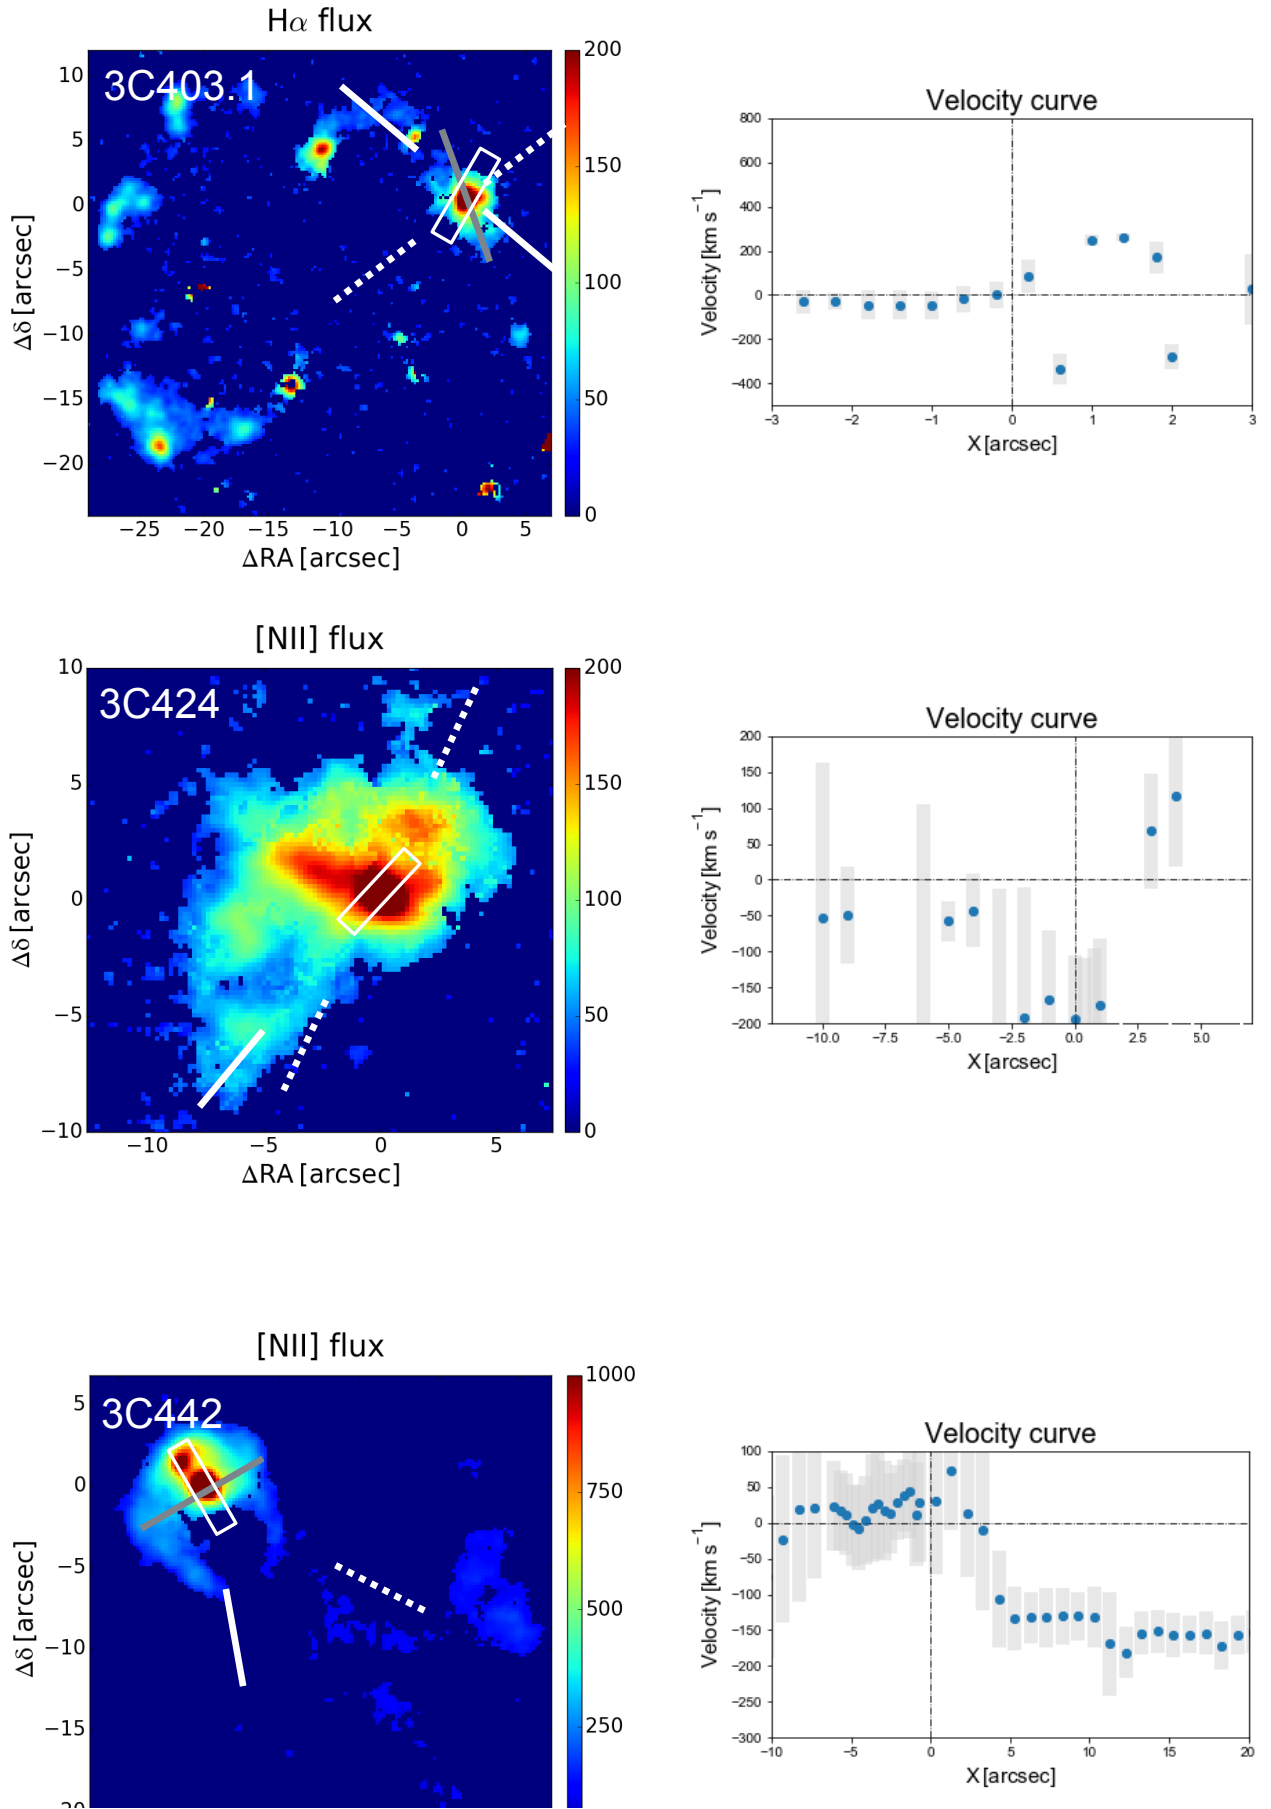 Hα flux
3C403.1
10
5
0
−5
−10
−15
−20
Δδ [arcsec]
−25 −20 −15 −10 −5 0 5
ΔRA [arcsec]
200
150
100
50
0
Velocity curve
800
600
400
200
0
−200
−400
Velocity [km s⁻¹]
−3 −2 −1 0 1 2 3
X [arcsec]
[NII] flux
3C424
10
5
0
−5
−10
Δδ [arcsec]
−10 −5 0 5
ΔRA [arcsec]
200
150
100
50
0
Velocity curve
200
150
100
50
0
−50
−100
−150
−200
Velocity [km s⁻¹]
−10.0 −7.5 −5.0 −2.5 0.0 2.5 5.0
X [arcsec]
[NII] flux
3C442
5
0
−5
−10
−15
Δδ [arcsec]
1000
750
500
250
Velocity curve
100
50
0
−50
−100
−150
−200
−250
−300
Velocity [km s⁻¹]
−10 −5 0 5 10 15 20
X [arcsec]